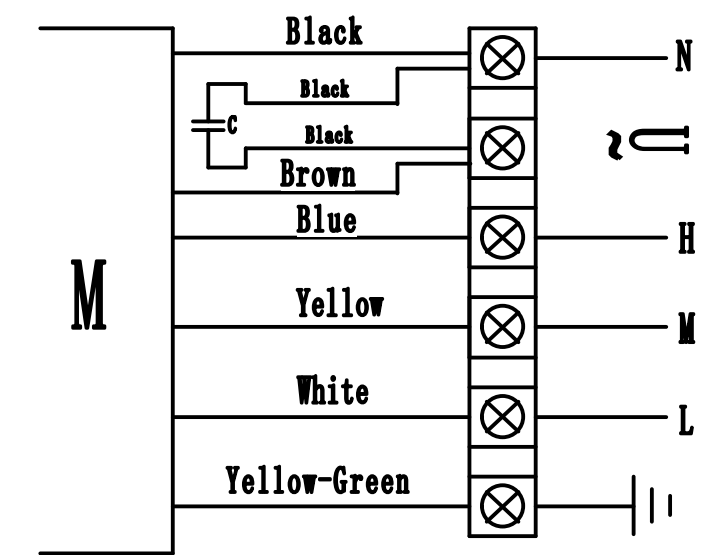 Black
N
Black
C
Black
~U
Brown
Blue
H
M
Yellow
M
White
L
Yellow-Green